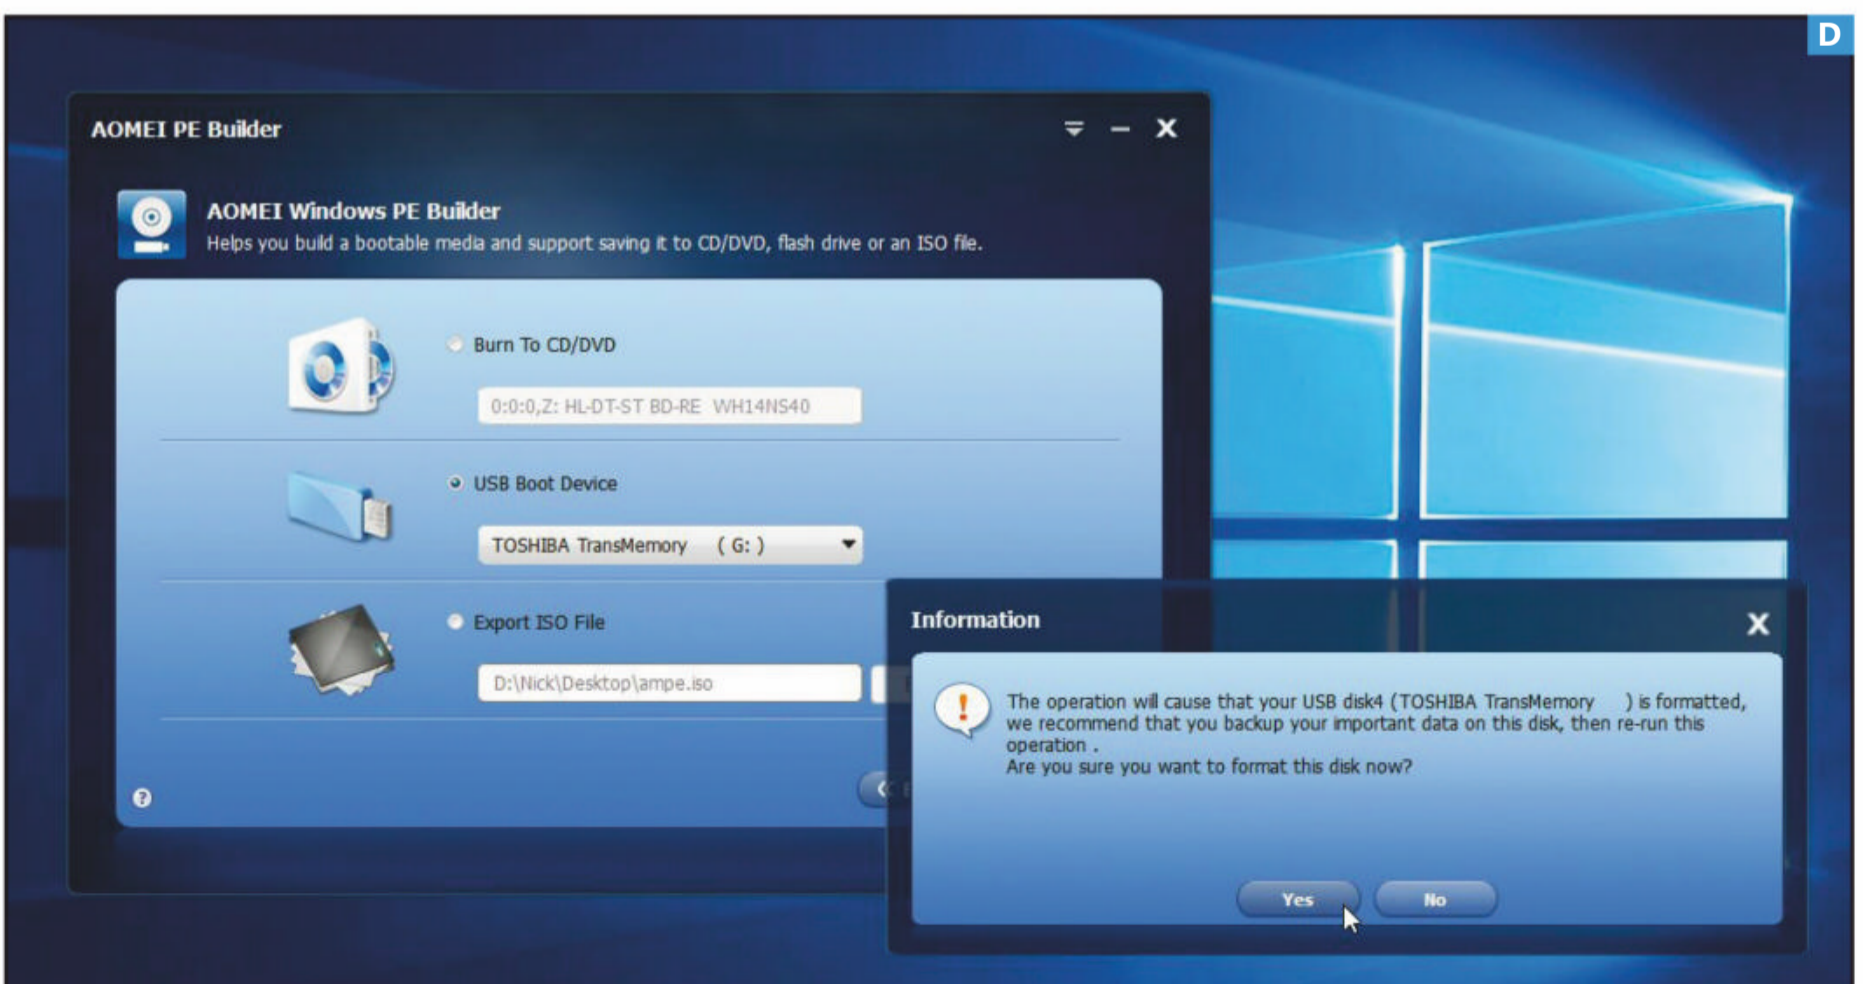 D
AOMEI PE Builder
AOMEI Windows PE Builder
Helps you build a bootable media and support saving it to CD/DVD, flash drive or an ISO file.
Burn To CD/DVD
0:0:0,Z: HL-DT-ST BD-RE WH14NS40
USB Boot Device
TOSHIBA TransMemory ( G: )
Export ISO File
D:\Nick\Desktop\ampe.iso
Information
The operation will cause that your USB disk4 (TOSHIBA TransMemory ) is formatted,
we recommend that you backup your important data on this disk, then re-run this
operation .
Are you sure you want to format this disk now?
?
Yes No